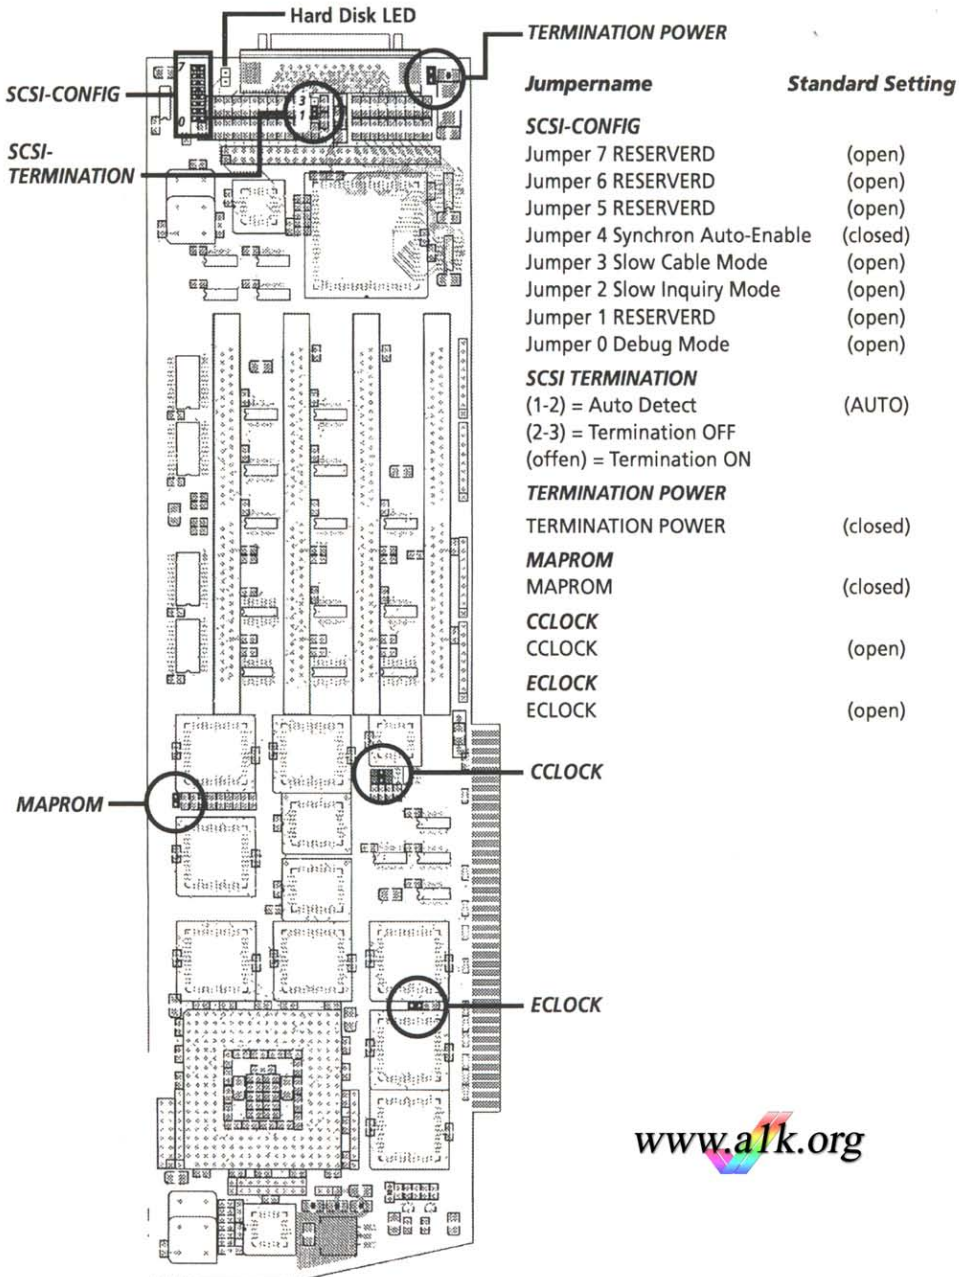 Hard Disk LED
TERMINATION POWER
SCSI-CONFIG
7
0
3
1
SCSI-
TERMINATION
Jumpername Standard Setting
SCSI-CONFIG
Jumper 7 RESERVERD (open)
Jumper 6 RESERVERD (open)
Jumper 5 RESERVERD (open)
Jumper 4 Synchron Auto-Enable (closed)
Jumper 3 Slow Cable Mode (open)
Jumper 2 Slow Inquiry Mode (open)
Jumper 1 RESERVERD (open)
Jumper 0 Debug Mode (open)
SCSI TERMINATION
(1-2) = Auto Detect (AUTO)
(2-3) = Termination OFF
(offen) = Termination ON
TERMINATION POWER
TERMINATION POWER (closed)
MAPROM
MAPROM (closed)
CCLOCK
CCLOCK (open)
ECLOCK
ECLOCK (open)
CCLOCK
MAPROM
ECLOCK
www.a1k.org